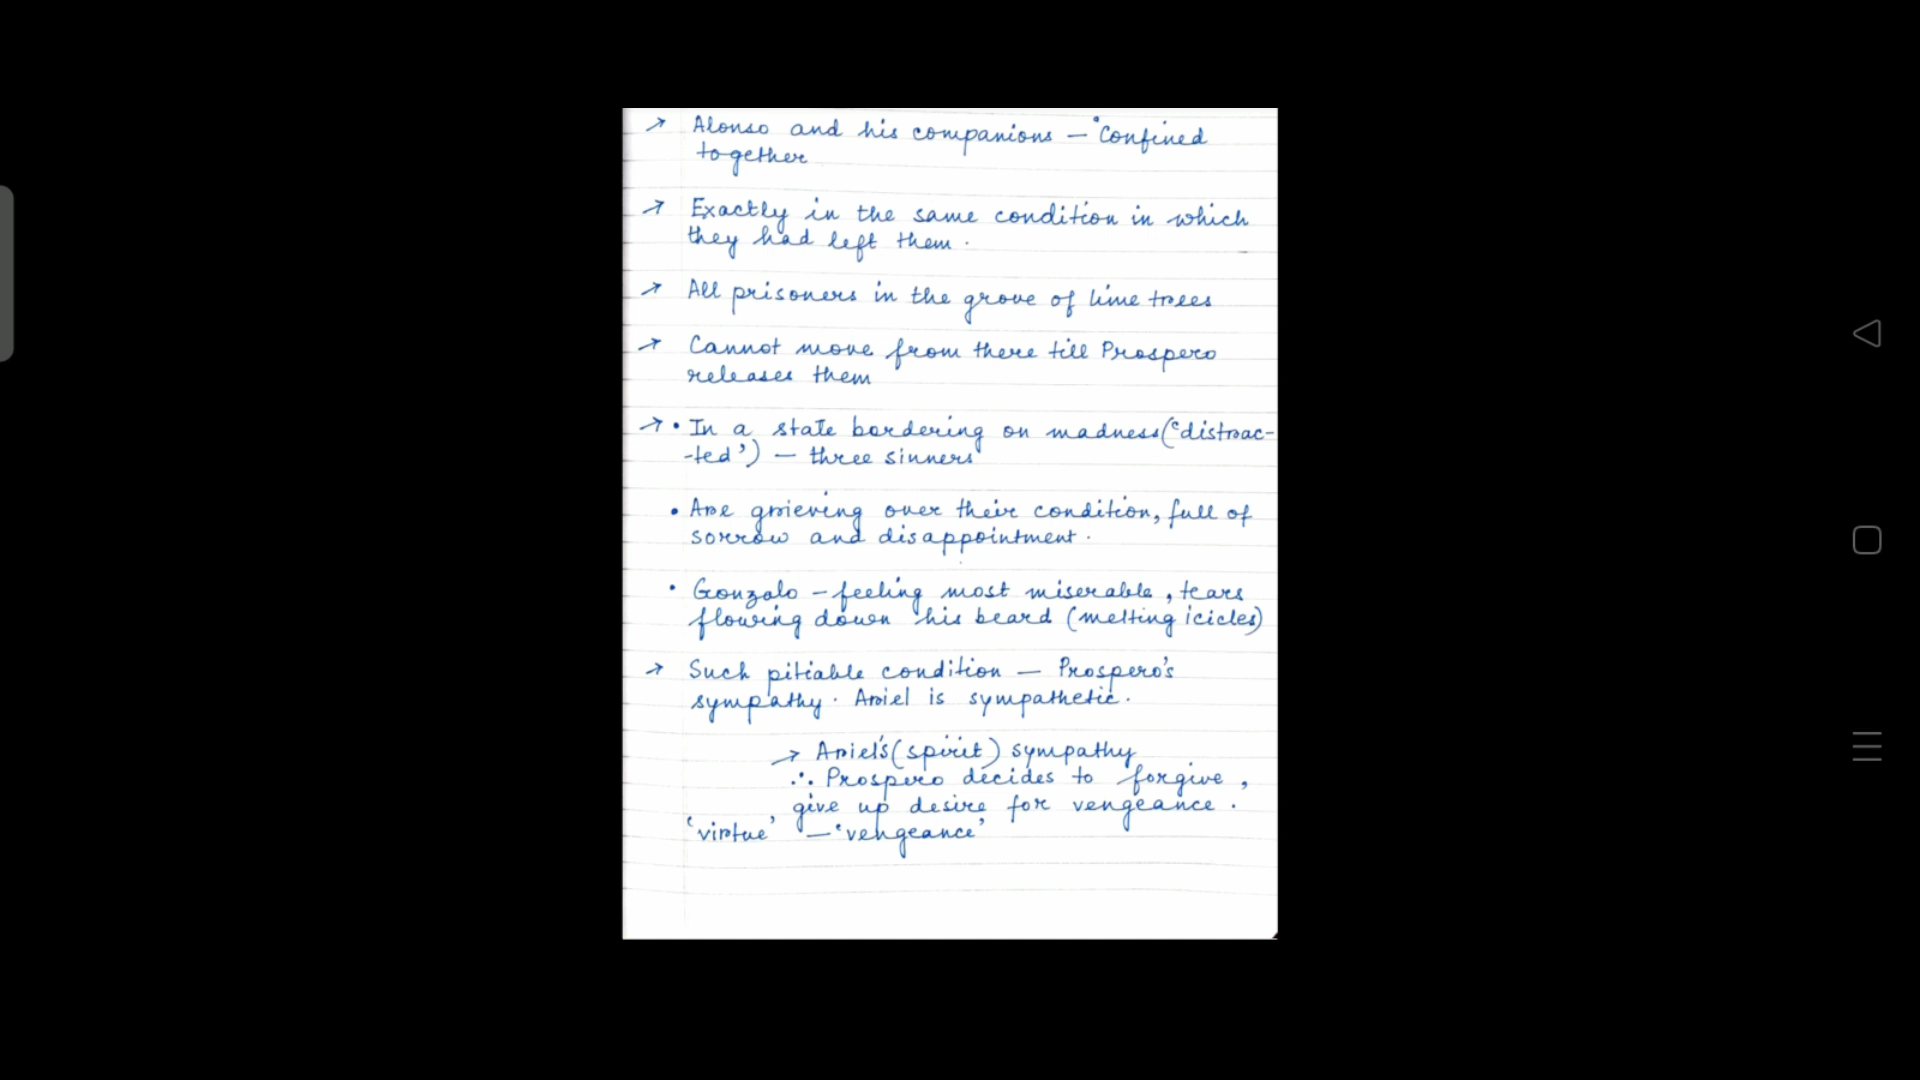 → Alonso and his companions — 'Confined
together
→ Exactly in the same condition in which
they had left them.
→ All prisoners in the grove of lime trees
→ Cannot move from there till Prospero
releases them
→ • In a state bordering on madness('distrac-
-ted') — three sinners
• Are grieving over their condition, full of
sorrow and disappointment.
• Gonzalo – feeling most miserable, tears
flowing down his beard (melting icicles)
→ Such pitiable condition — Prospero's
sympathy. Ariel is sympathetic.
→ Ariel's (spirit) sympathy
∴ Prospero decides to forgive,
give up desire for vengeance.
'virtue' — 'vengeance'